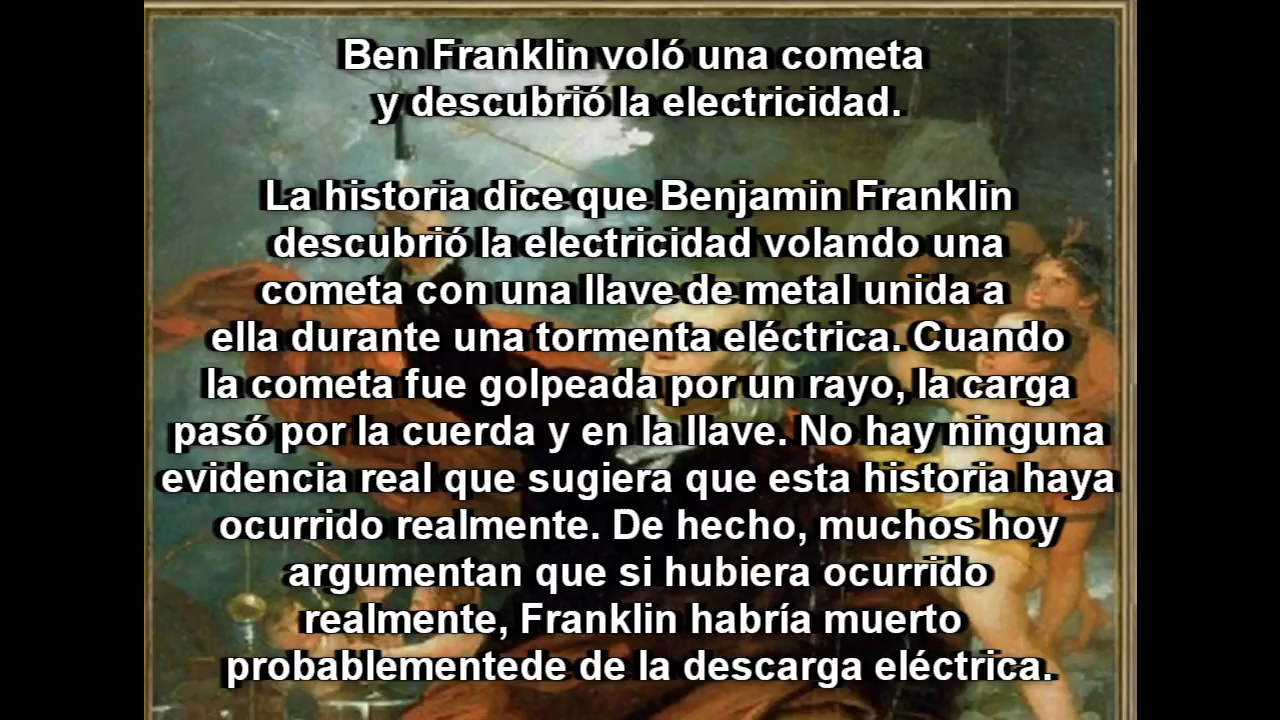 Ben Franklin voló una cometa
y descubrió la electricidad.
La historia dice que Benjamin Franklin
descubrió la electricidad volando una
cometa con una llave de metal unida a
ella durante una tormenta eléctrica. Cuando
la cometa fue golpeada por un rayo, la carga
pasó por la cuerda y en la llave. No hay ninguna
evidencia real que sugiera que esta historia haya
ocurrido realmente. De hecho, muchos hoy
argumentan que si hubiera ocurrido
realmente, Franklin habría muerto
probablementede de la descarga eléctrica.